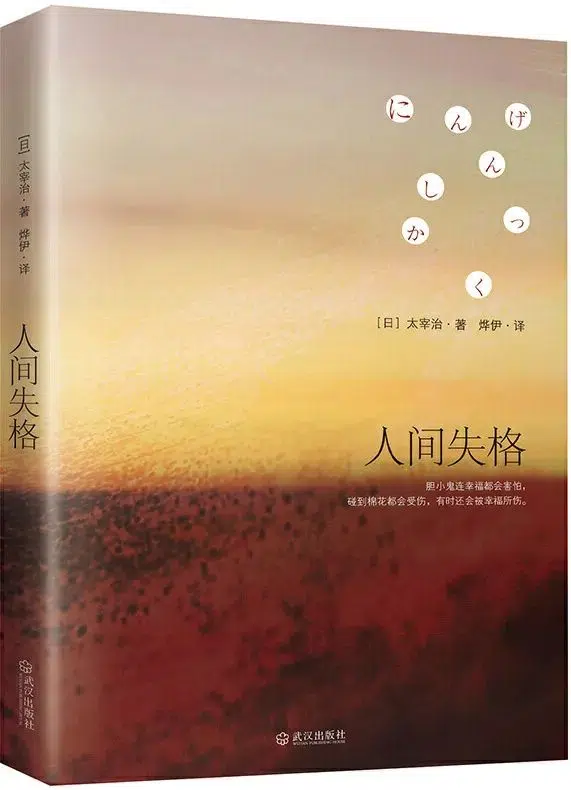 [日] 太宰治·著 烨伊·译
人间失格
武汉出版社
に ん げ
ん
し
か っ
く
[日] 太宰治·著 烨伊·译
人间失格
胆小鬼连幸福都会害怕，
碰到棉花都会受伤，有时还会被幸福所伤。
武汉出版社
WUHAN PUBLISHING HOUSE